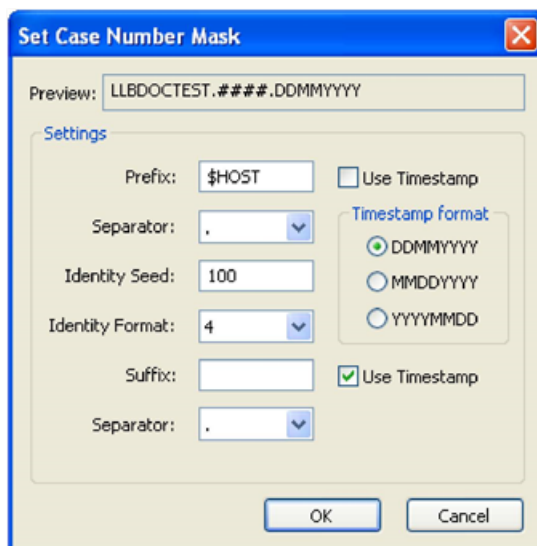 Set Case Number Mask
Preview: LLBDOCTEST.####.DDMMYYYY
Settings
Prefix: $HOST Use Timestamp
Separator: . Timestamp format
DDMMYYYY
Identity Seed: 100 MMDDYYYY
Identity Format: 4 YYYYMMDD
Suffix: Use Timestamp
Separator: .
OK Cancel